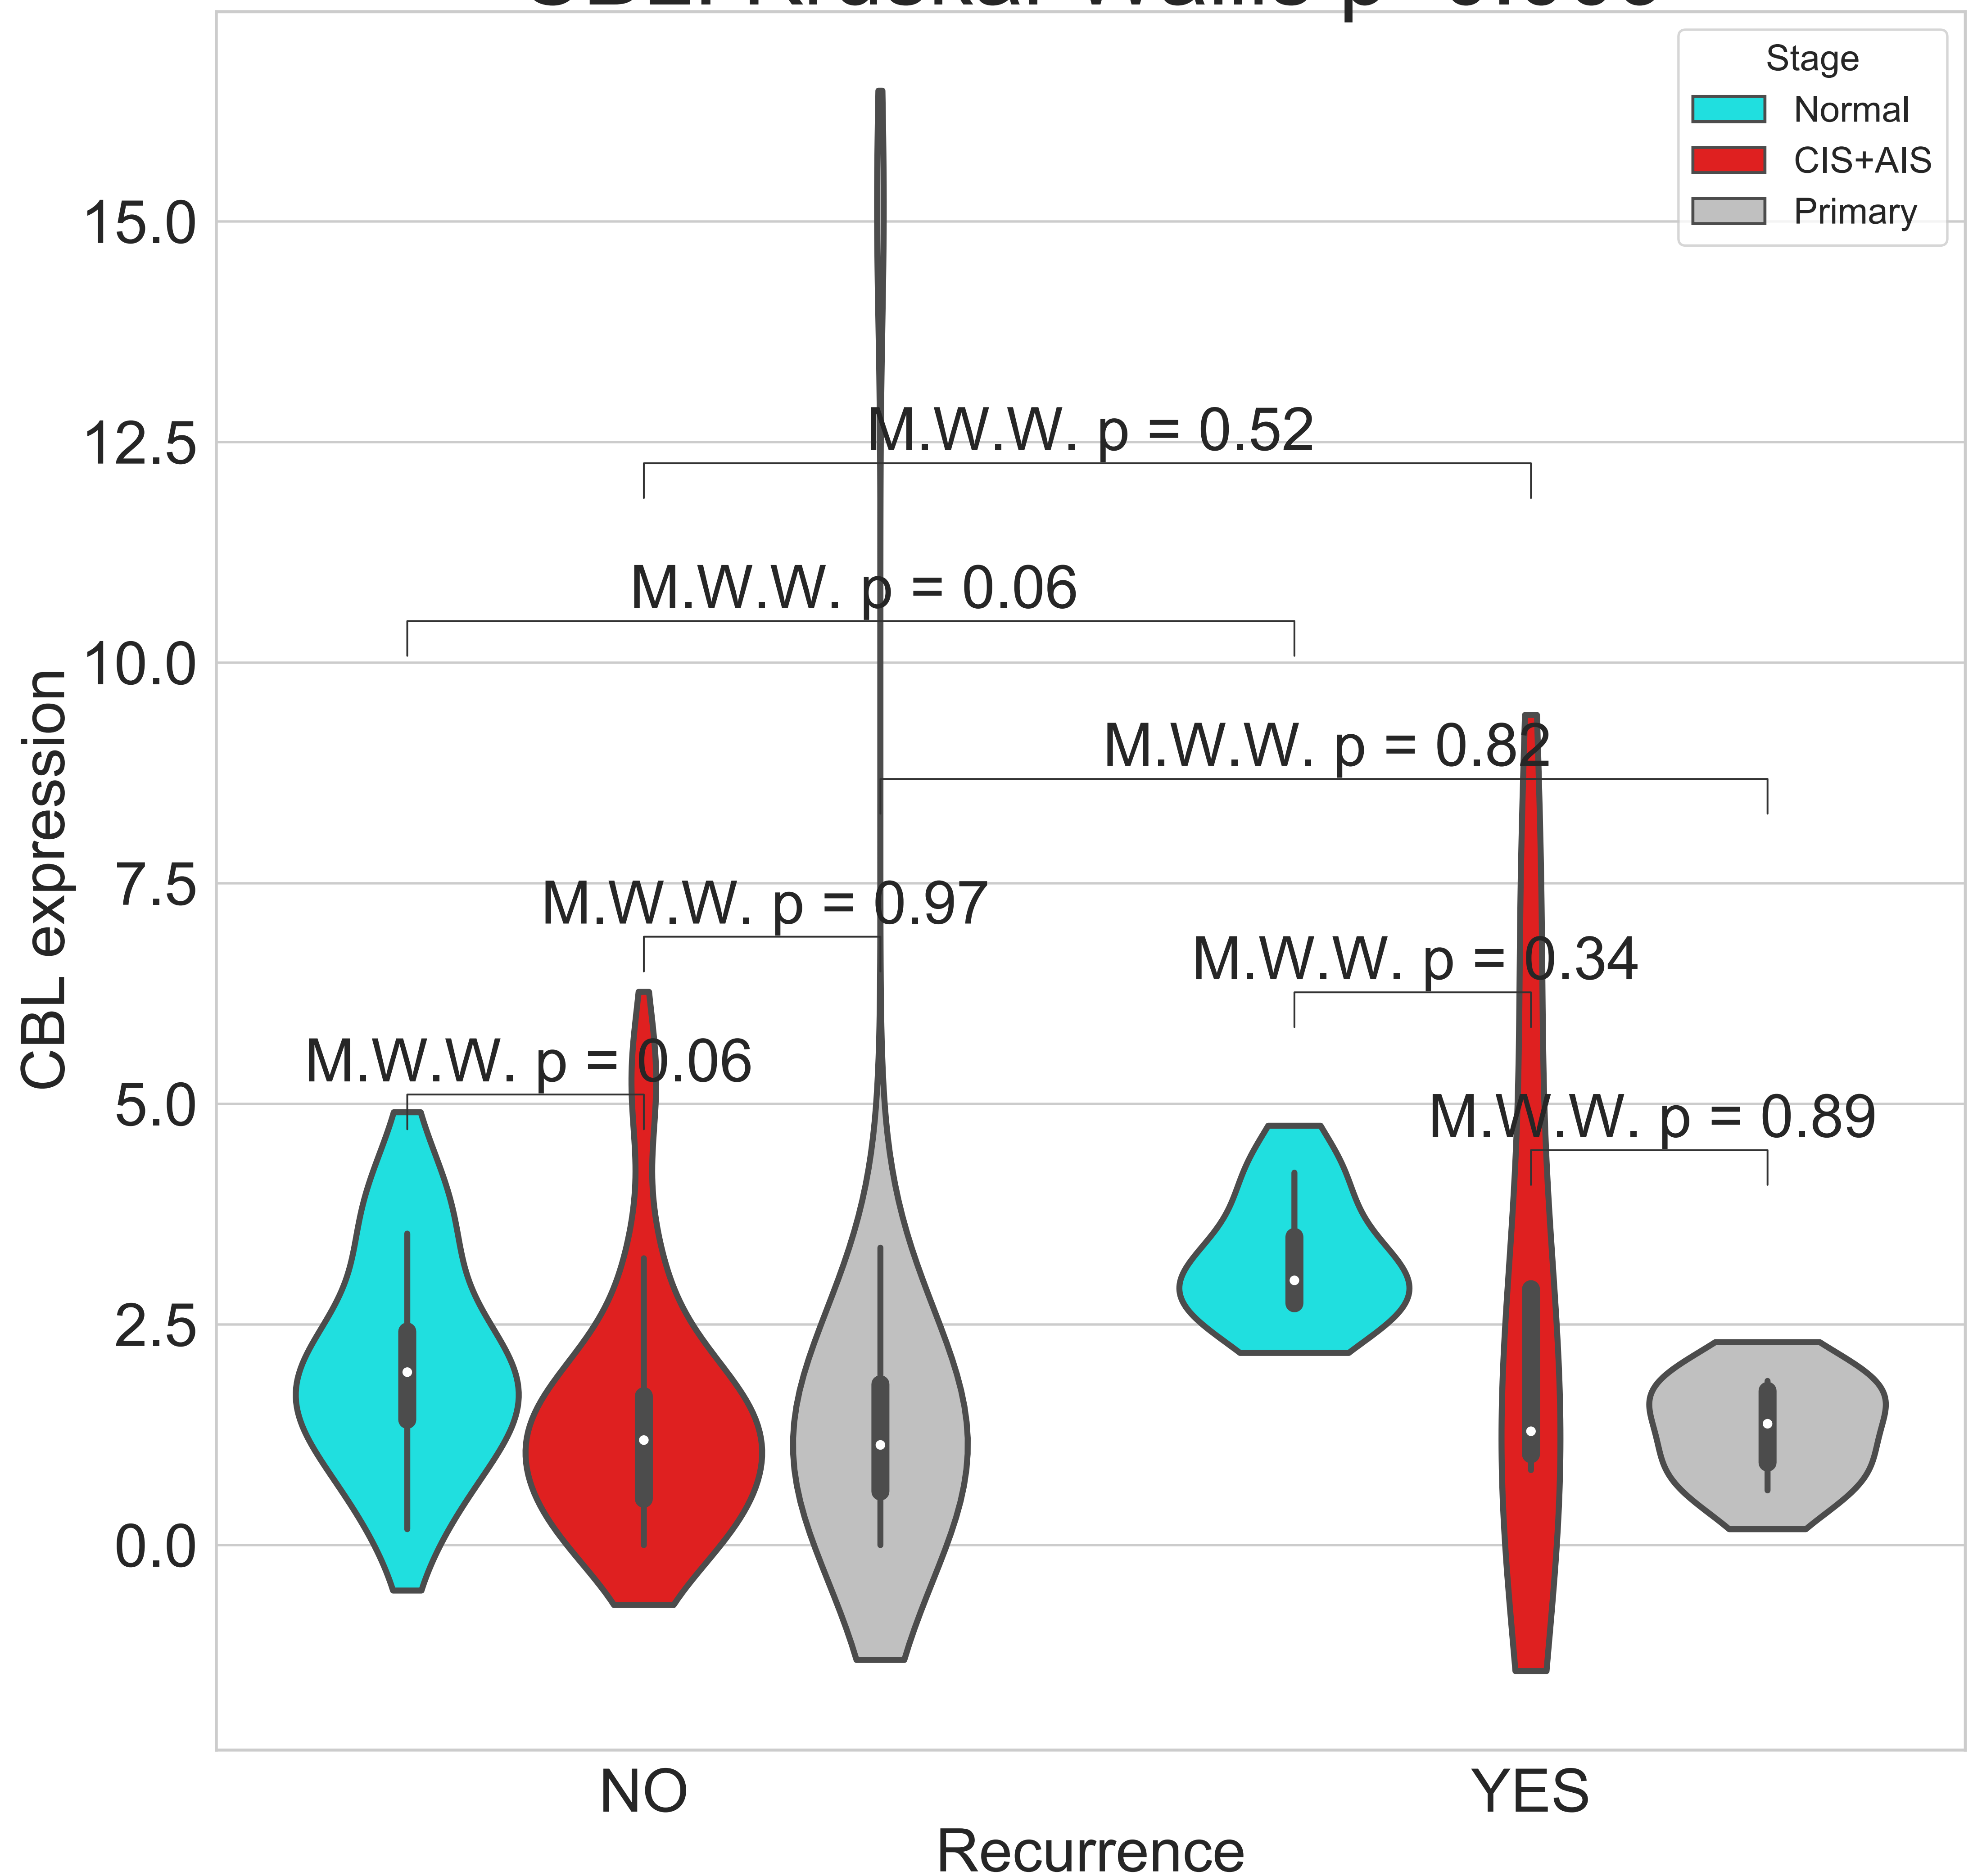 Stage
Normal
CIS+AIS
Primary
15.0
12.5
10.0
7.5
5.0
2.5
0.0
CBL expression
M.W.W. p = 0.52
M.W.W. p = 0.06
M.W.W. p = 0.82
M.W.W. p = 0.97
M.W.W. p = 0.34
M.W.W. p = 0.06
M.W.W. p = 0.89
NO
YES
Recurrence